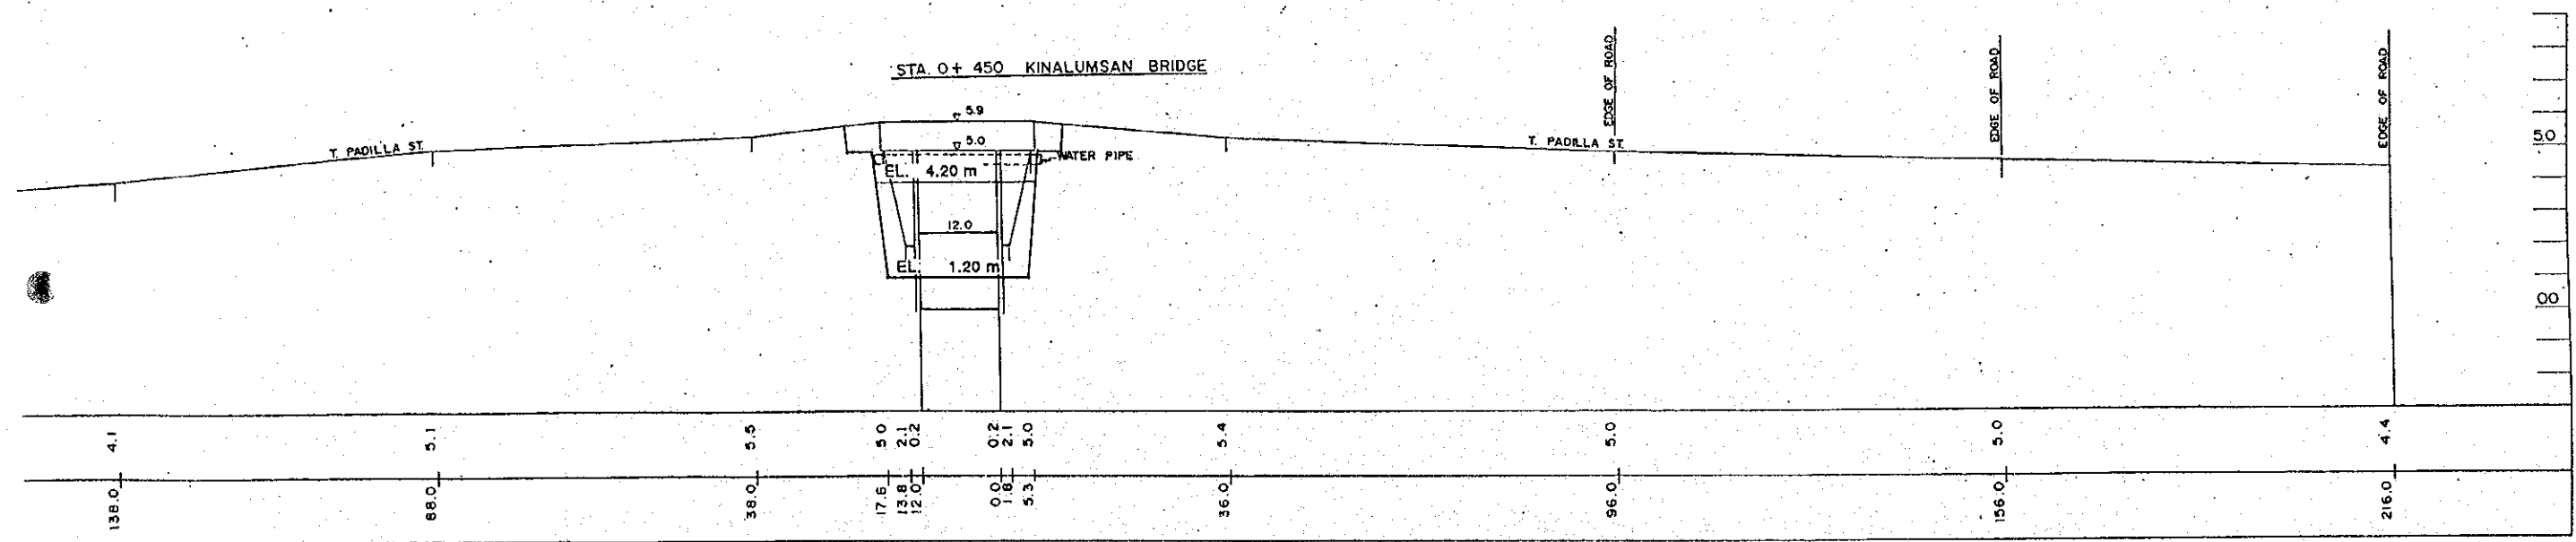 STA. 0+ 450 KINALUMSAN BRIDGE
EDGE OF ROAD
EDGE OF ROAD
EDGE OF ROAD
5.9
5.0
T. PADILLA ST.
5.0
T. PADILLA ST.
WATER PIPE
EL. 4.20 m
12.0
EL. 1.20 m
00
4.1 5.1 5.5 5.0 2.1 0.2 0.2 2.1 5.0 5.4 5.0 5.0 4.4
138.0 88.0 38.0 17.6 13.8 12.0 0.0 1.8 5.3 36.0 96.0 156.0 216.0